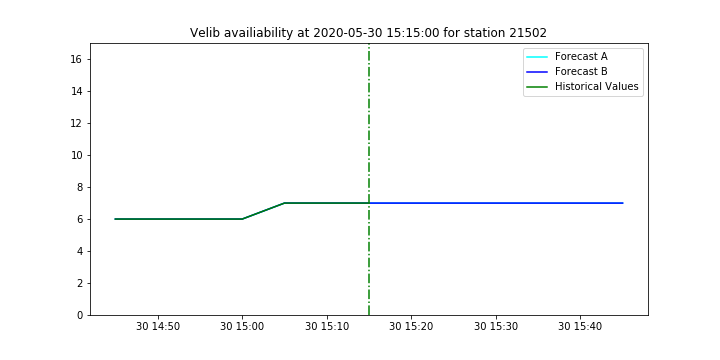 Velib availiability at 2020-05-30 15:15:00 for station 21502
Forecast A
Forecast B
Historical Values
16
14
12
10
8
6
4
2
0
30 14:50 30 15:00 30 15:10 30 15:20 30 15:30 30 15:40